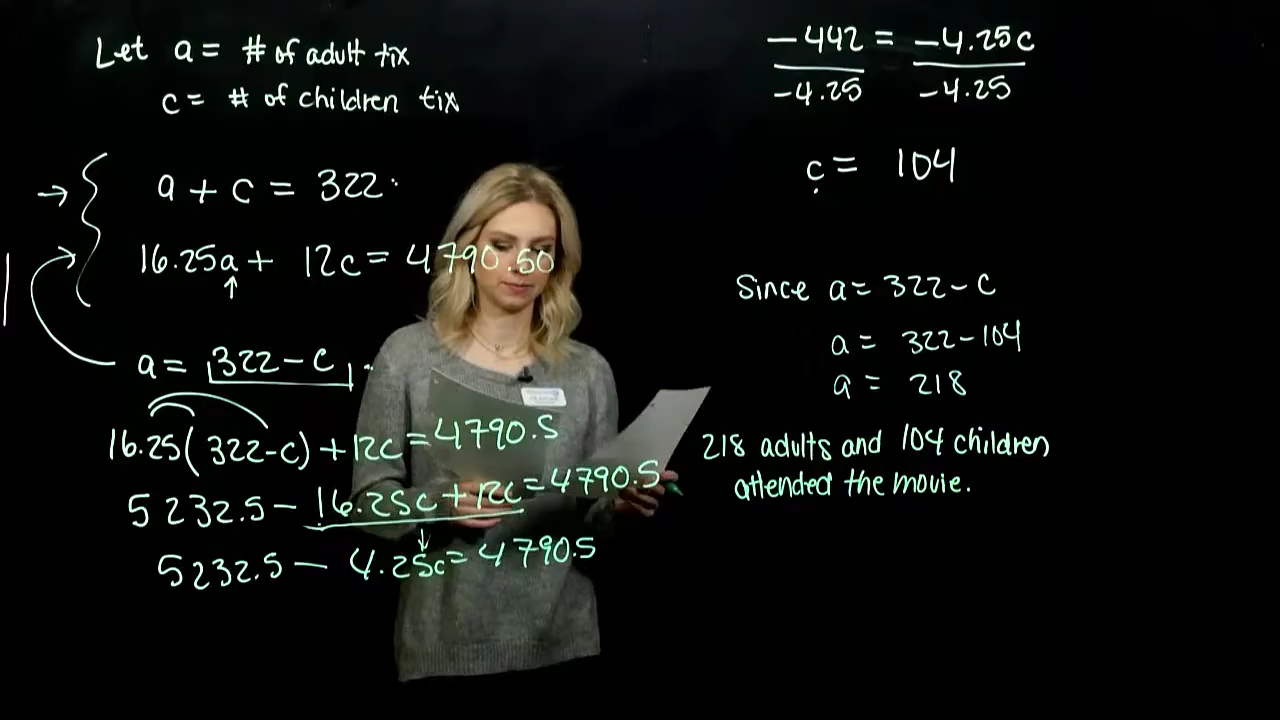 Let a = # of adult tix
c = # of children tix
a + c = 322
16.25a + 12c = 4790.50
a = 322 - c
16.25(322-c) + 12c = 4790.5
5232.5 - 16.25c + 12c = 4790.5
5232.5 - 4.25c = 4790.5
-442 = -4.25c
-4.25 -4.25
c = 104
Since a = 322 - c
a = 322-104
a = 218
218 adults and 104 children
attended the movie.